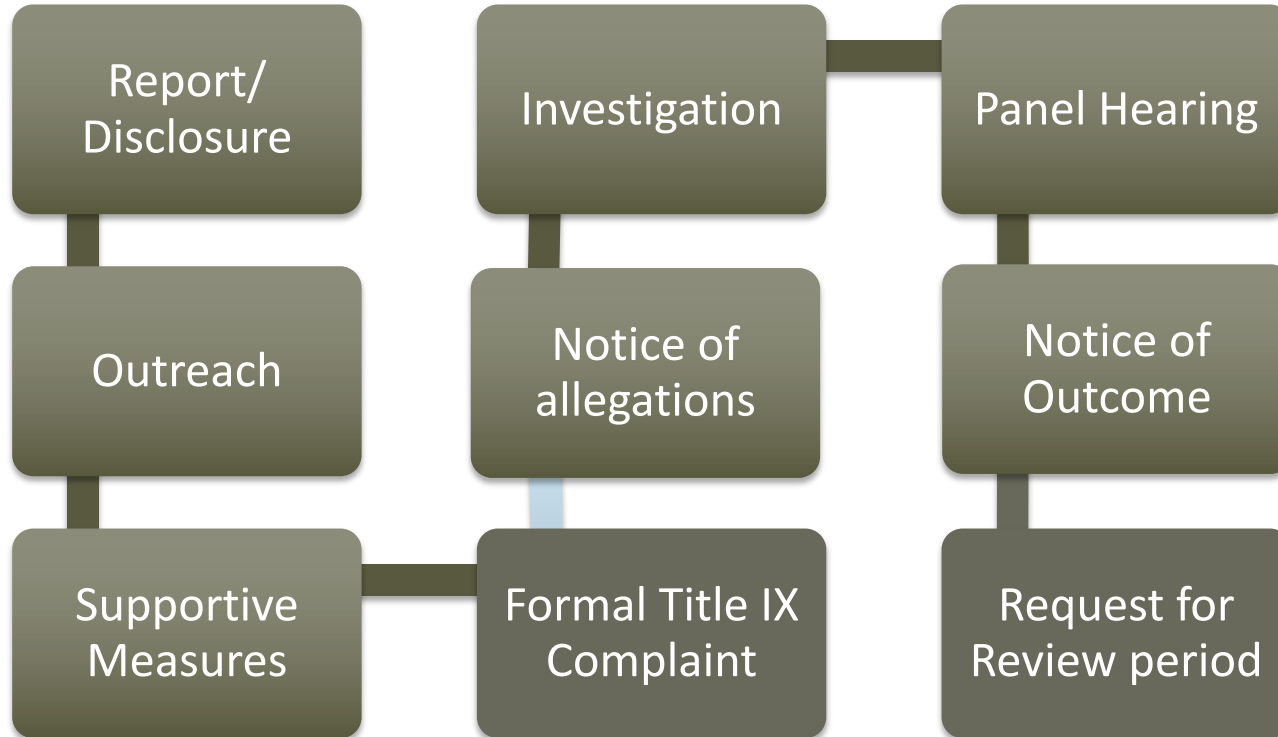 Report/
Disclosure
Outreach
Supportive
Measures
Formal Title IX
Complaint
Notice of
allegations
Investigation
Panel Hearing
Notice of
Outcome
Request for
Review period